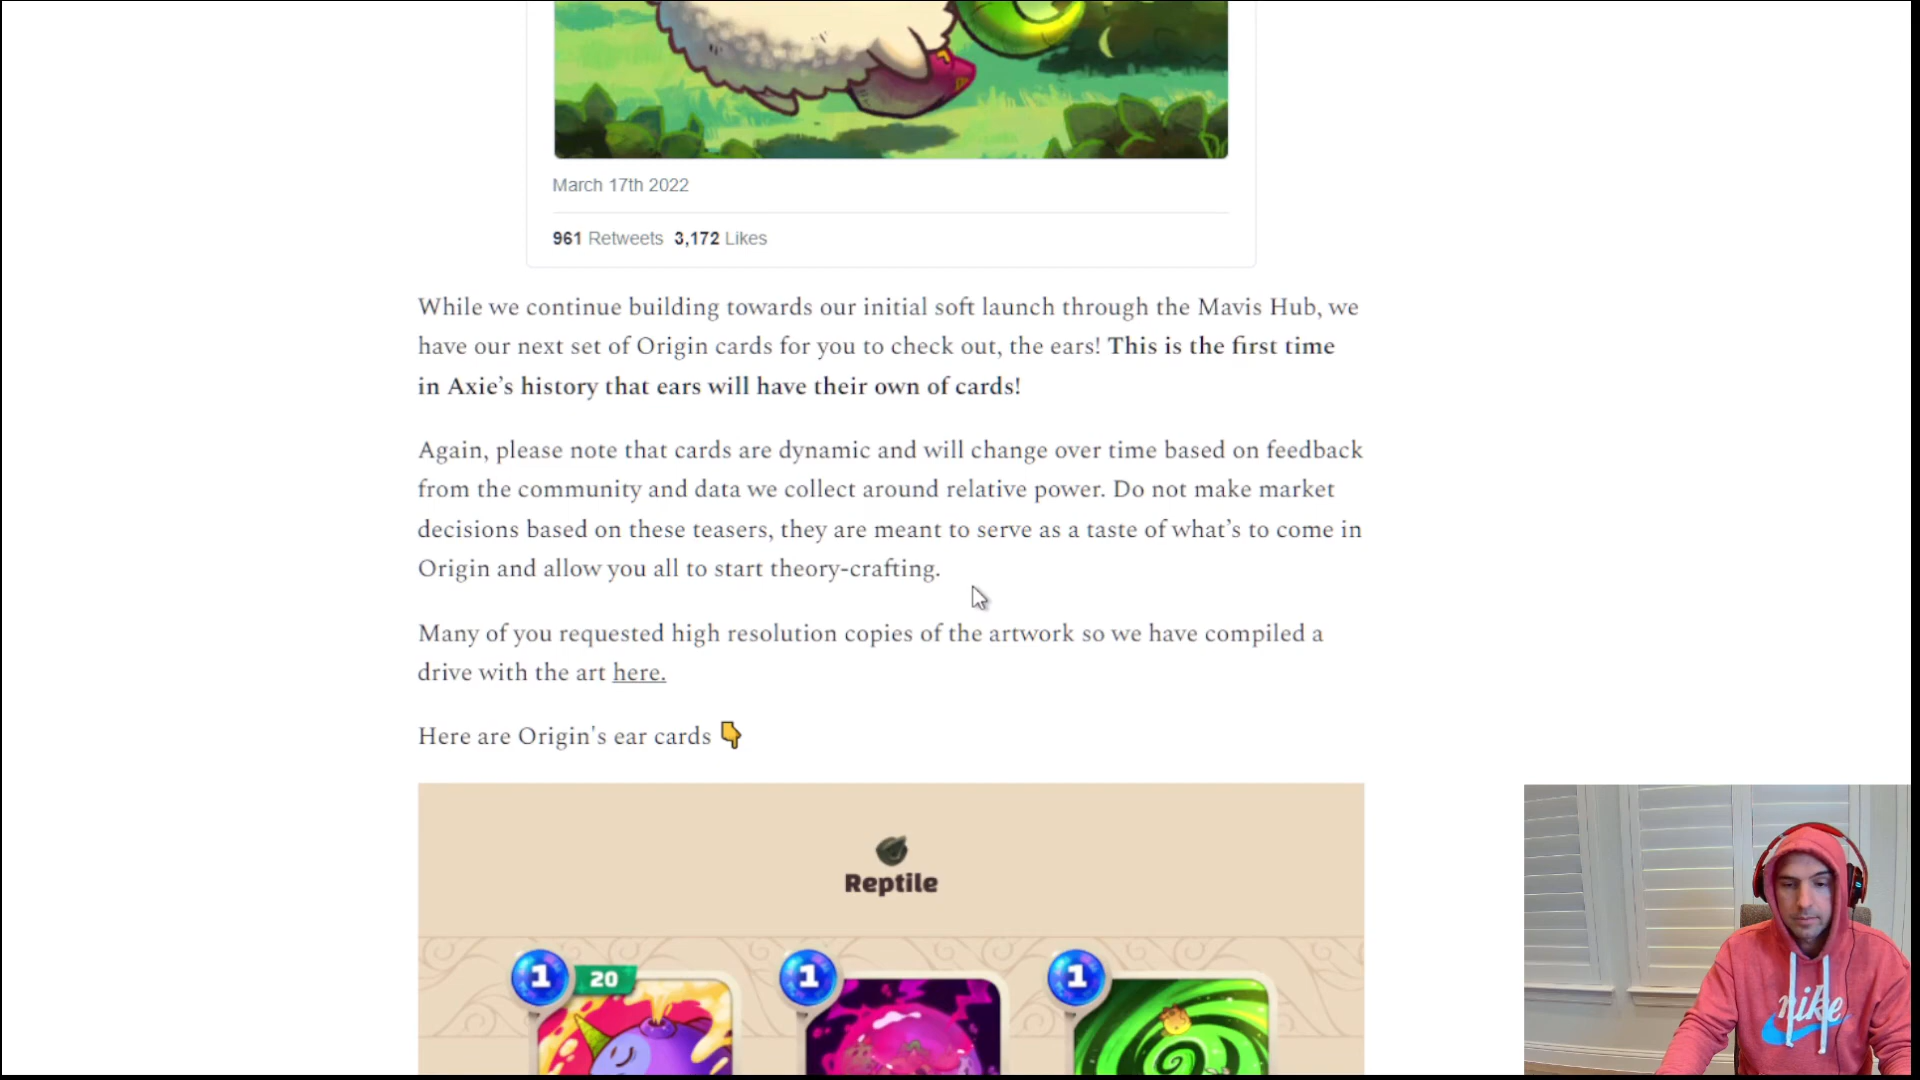 March 17th 2022
961 Retweets 3,172 Likes
While we continue building towards our initial soft launch through the Mavis Hub, we
have our next set of Origin cards for you to check out, the ears! This is the first time
in Axie’s history that ears will have their own of cards!
Again, please note that cards are dynamic and will change over time based on feedback
from the community and data we collect around relative power. Do not make market
decisions based on these teasers, they are meant to serve as a taste of what’s to come in
Origin and allow you all to start theory-crafting.
Many of you requested high resolution copies of the artwork so we have compiled a
drive with the art here.
Here are Origin's ear cards
Reptile
1 20 1 1
nike